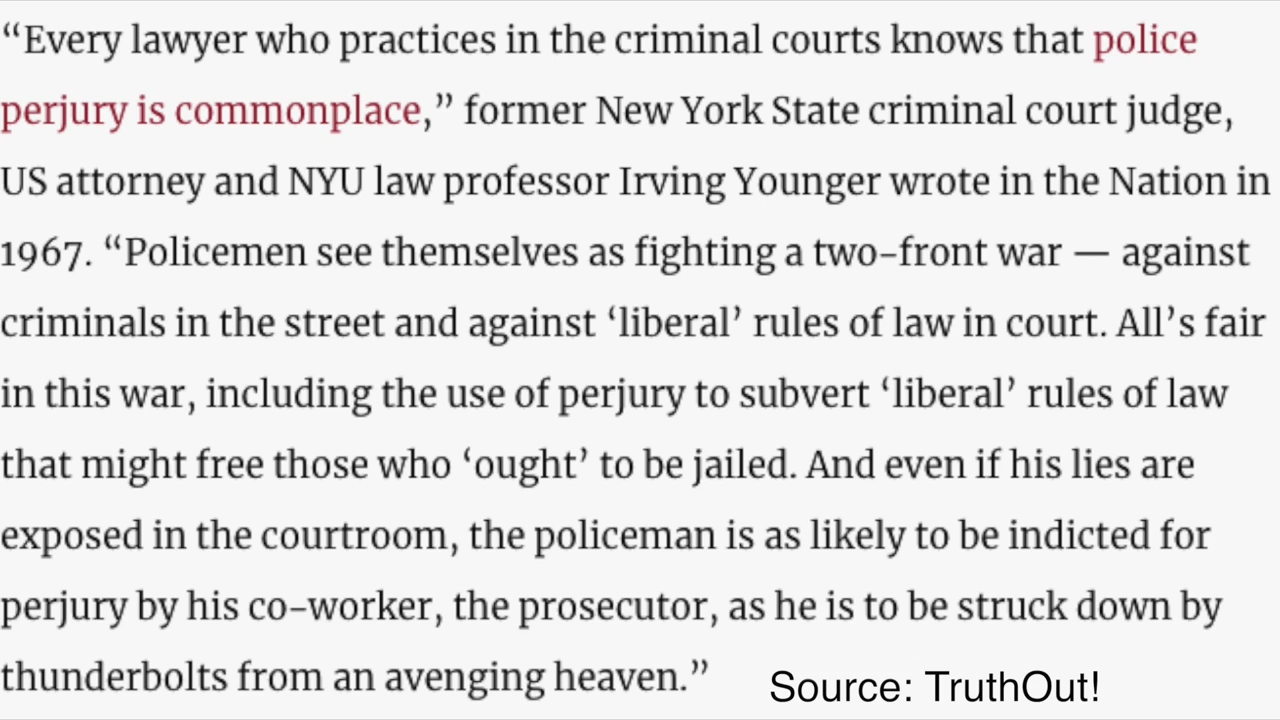 “Every lawyer who practices in the criminal courts knows that police
perjury is commonplace,” former New York State criminal court judge,
US attorney and NYU law professor Irving Younger wrote in the Nation in
1967. “Policemen see themselves as fighting a two-front war — against
criminals in the street and against ‘liberal’ rules of law in court. All’s fair
in this war, including the use of perjury to subvert ‘liberal’ rules of law
that might free those who ‘ought’ to be jailed. And even if his lies are
exposed in the courtroom, the policeman is as likely to be indicted for
perjury by his co-worker, the prosecutor, as he is to be struck down by
thunderbolts from an avenging heaven.”
Source: TruthOut!